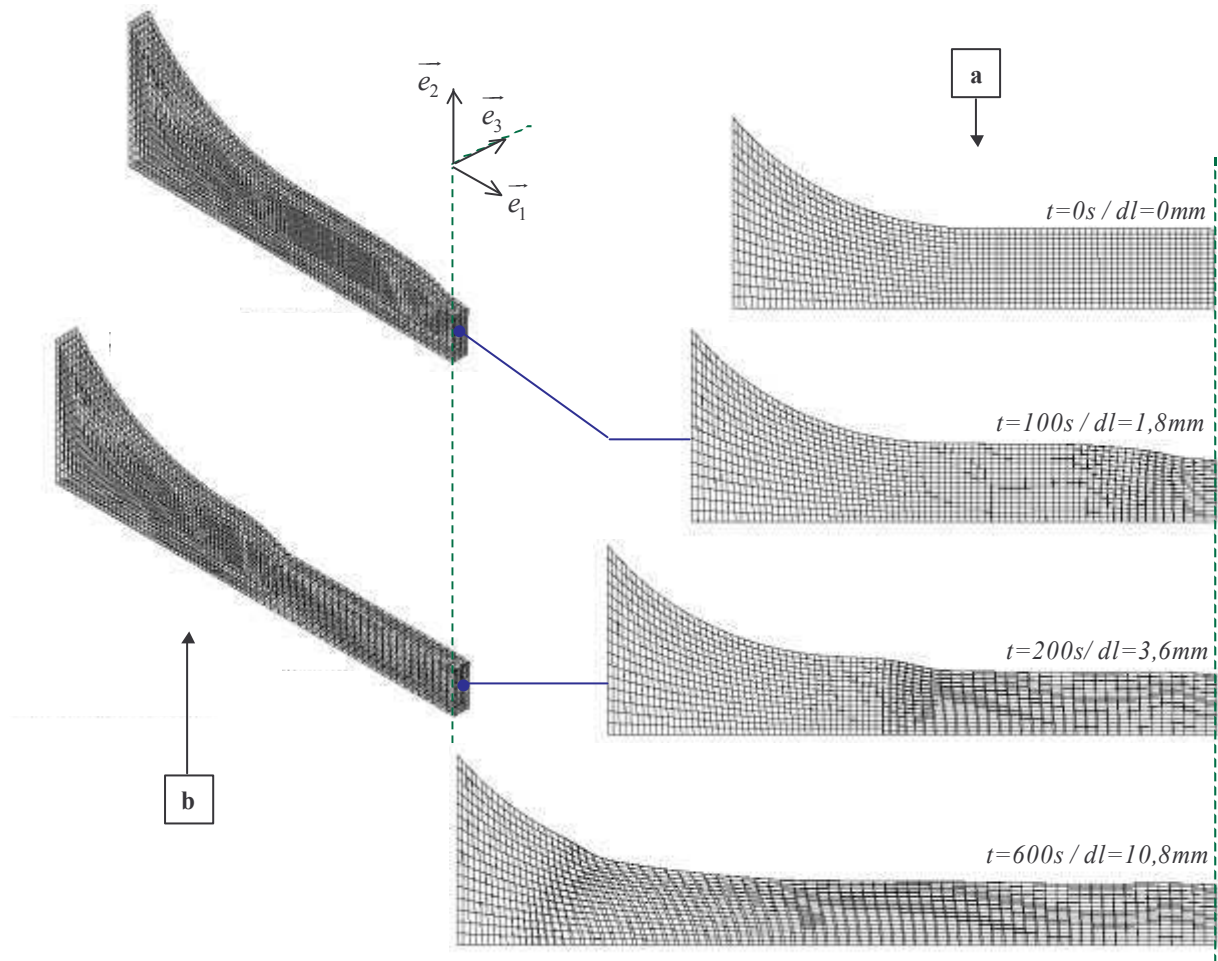 a
e2
e3
e1
t=0s / dl=0mm
t=100s / dl=1,8mm
t=200s/ dl=3,6mm
b
t=600s / dl=10,8mm